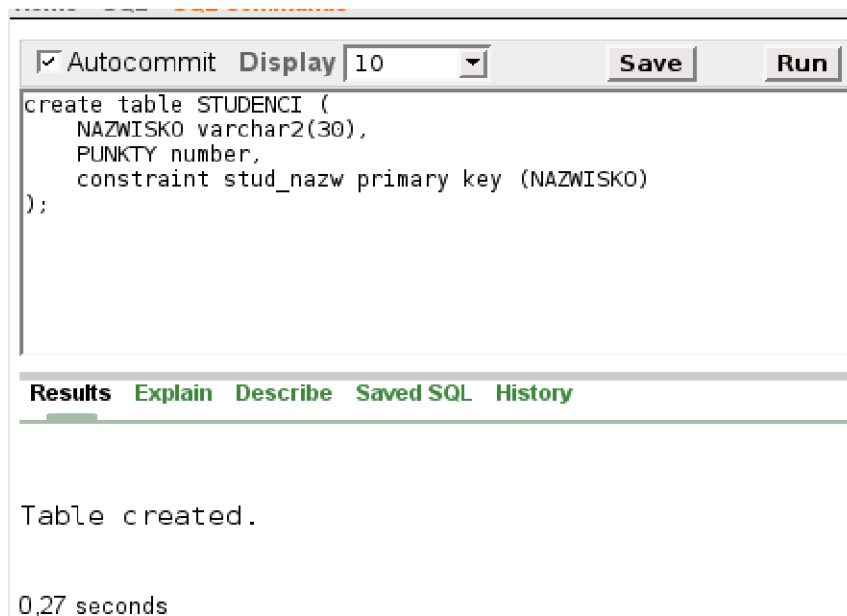 Autocommit Display 10 Save Run
create table STUDENCI (
NAZWISKO varchar2(30),
PUNKTY number,
constraint stud_nazw primary key (NAZWISKO)
);
Results Explain Describe Saved SQL History
Table created.
0,27 seconds